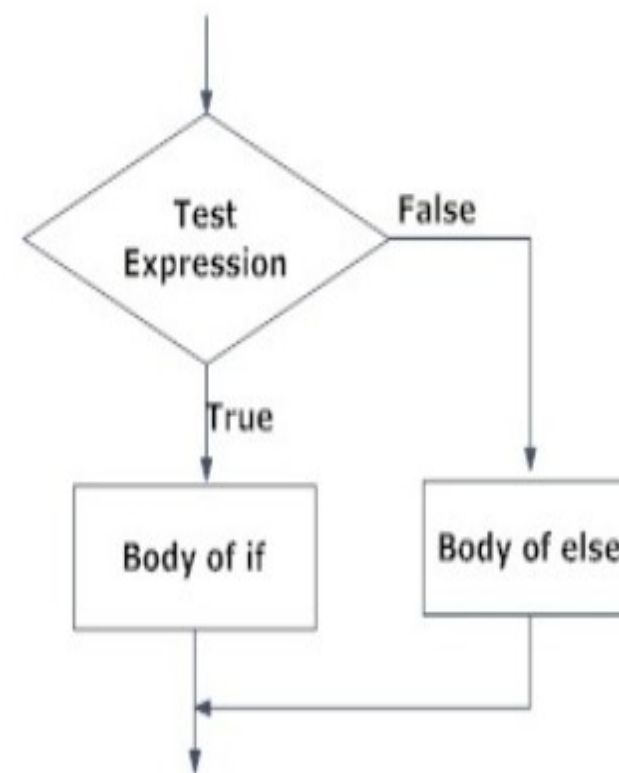 Test
Expression
False
True
Body of if
Body of else